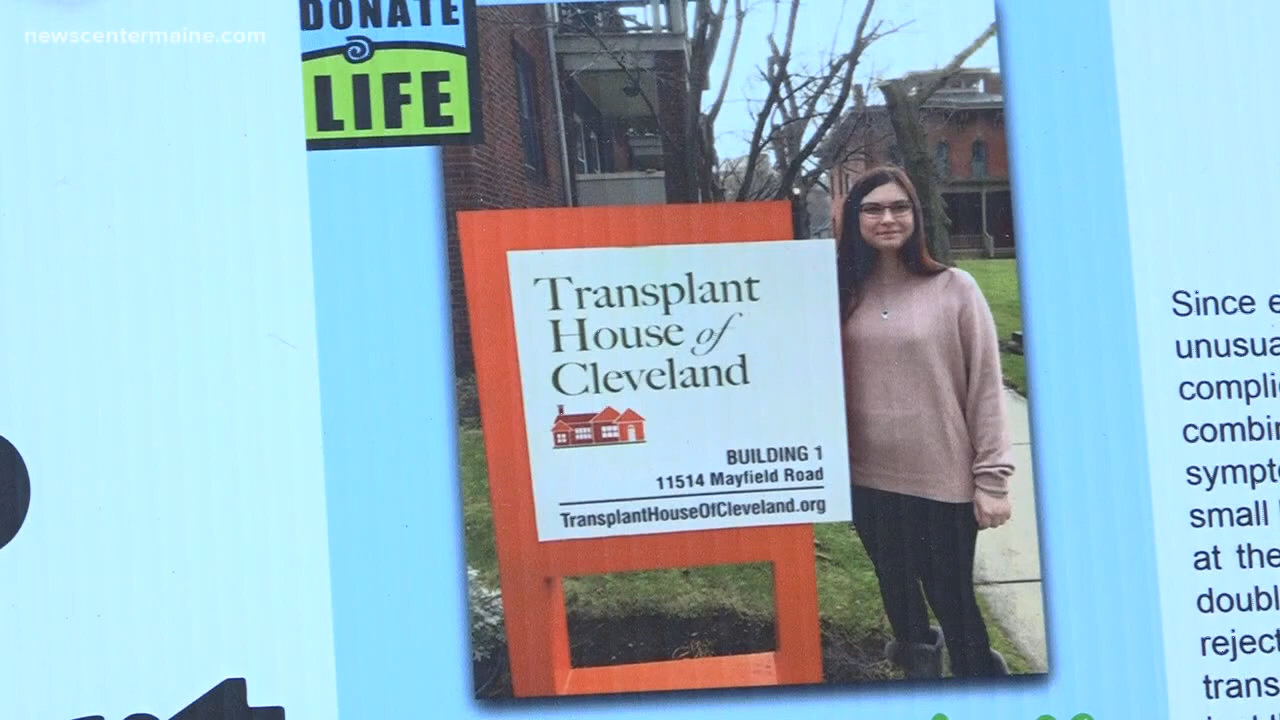 newscentermaine.com
DONATE
LIFE
Transplant
House of
Cleveland
BUILDING 1
11514 Mayfield Road
TransplantHouseOfCleveland.org
Since e
unusua
compli
combin
sympt
small
at the
doubl
reject
trans